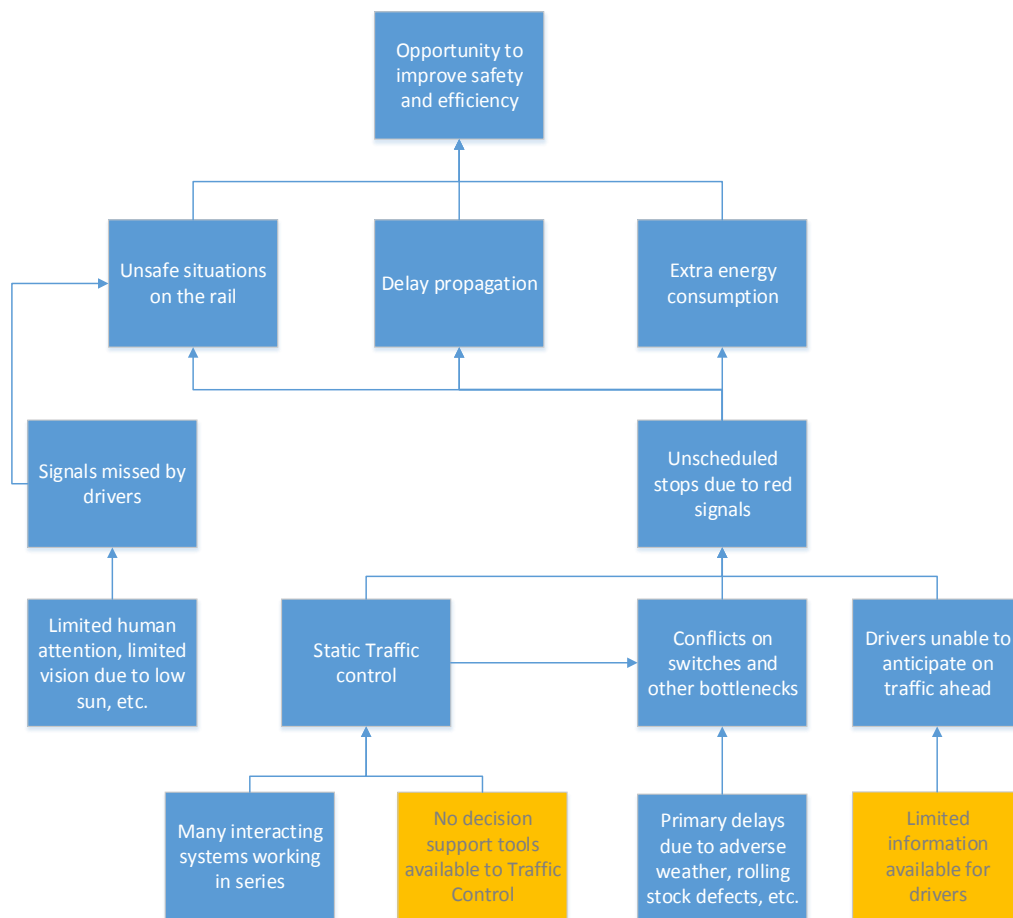 Opportunity to
improve safety
and efficiency
Unsafe situations
on the rail
Delay propagation
Extra energy
consumption
Signals missed by
drivers
Unscheduled
stops due to red
signals
Limited human
attention, limited
vision due to low
sun, etc.
Static Traffic
control
Conflicts on
switches and
other bottlenecks
Drivers unable to
anticipate on
traffic ahead
Many interacting
systems working
in series
No decision
support tools
available to Traffic
Control
Primary delays
due to adverse
weather, rolling
stock defects, etc.
Limited
information
available for
drivers